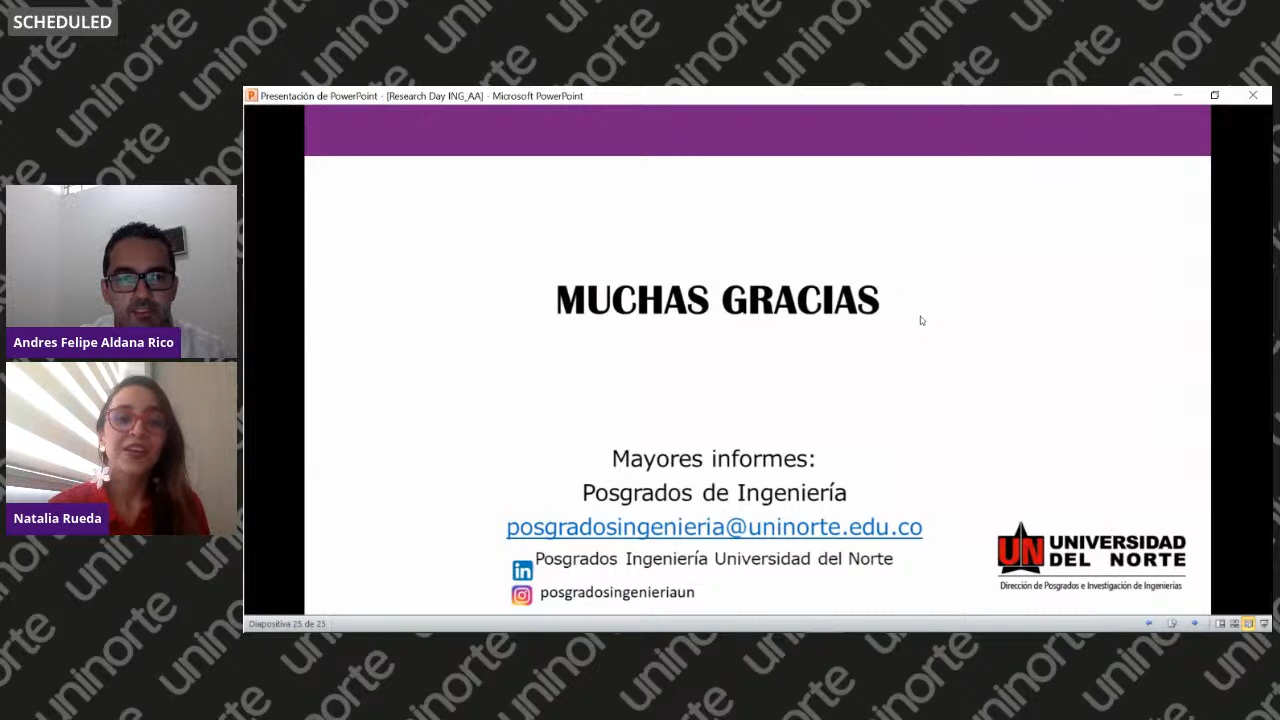 SCHEDULED
Presentación de PowerPoint - [Research Day ING_AA] - Microsoft PowerPoint
MUCHAS GRACIAS
Andres Felipe Aldana Rico
Natalia Rueda
Mayores informes:
Posgrados de Ingeniería
posgradosingenieria@uninorte.edu.co
in Posgrados Ingeniería Universidad del Norte
posgradosingenieriaun
UN UNIVERSIDAD
DEL NORTE
Dirección de Posgrados e Investigación de Ingenierías
Diapositiva 25 de 25
uninorte